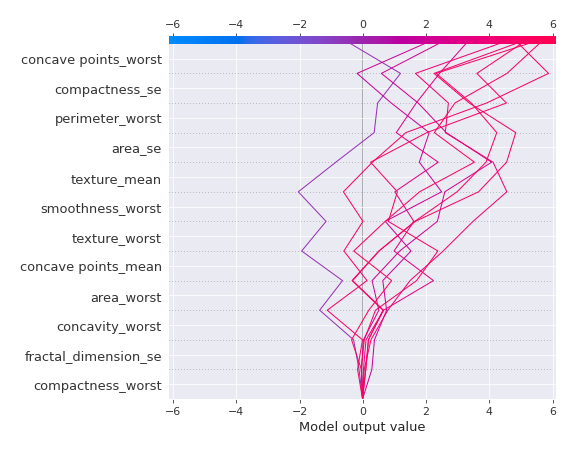 −6 −4 −2 0 2 4 6
concave points_worst
compactness_se
perimeter_worst
area_se
texture_mean
smoothness_worst
texture_worst
concave points_mean
area_worst
concavity_worst
fractal_dimension_se
compactness_worst
−6 −4 −2 0 2 4 6
Model output value